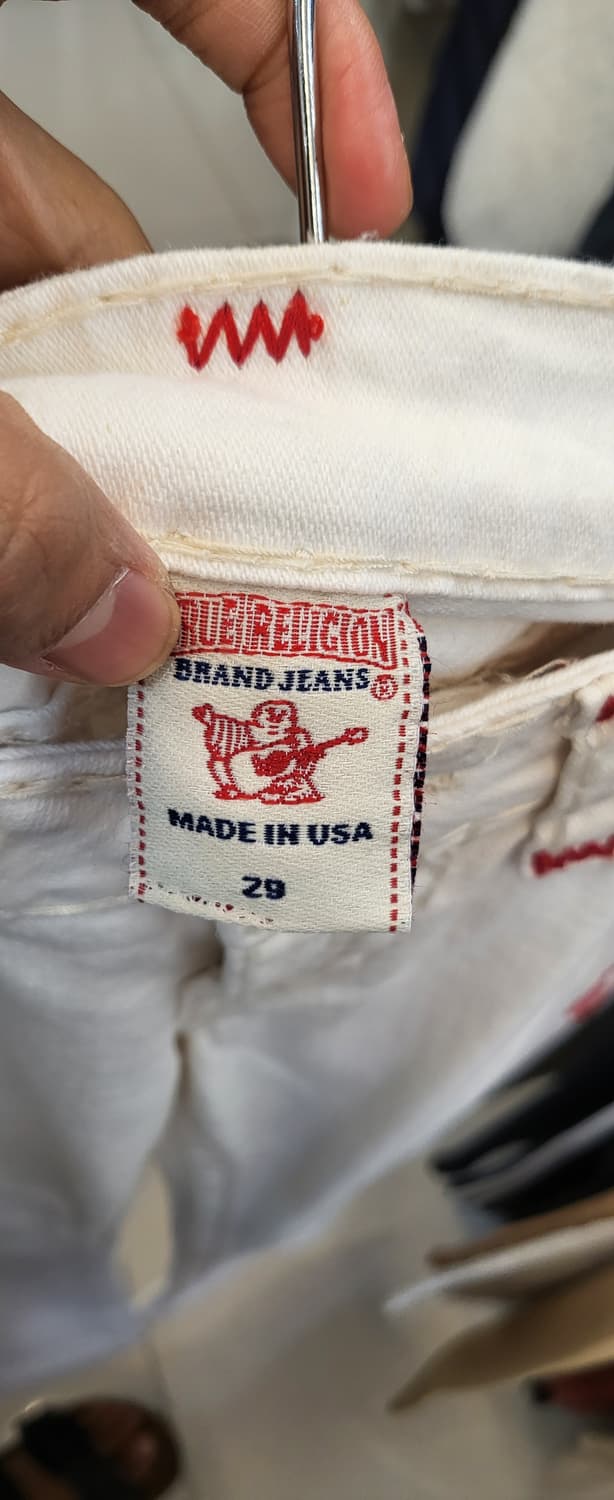 RELIGION
BRAND JEANS®
MADE IN USA
29